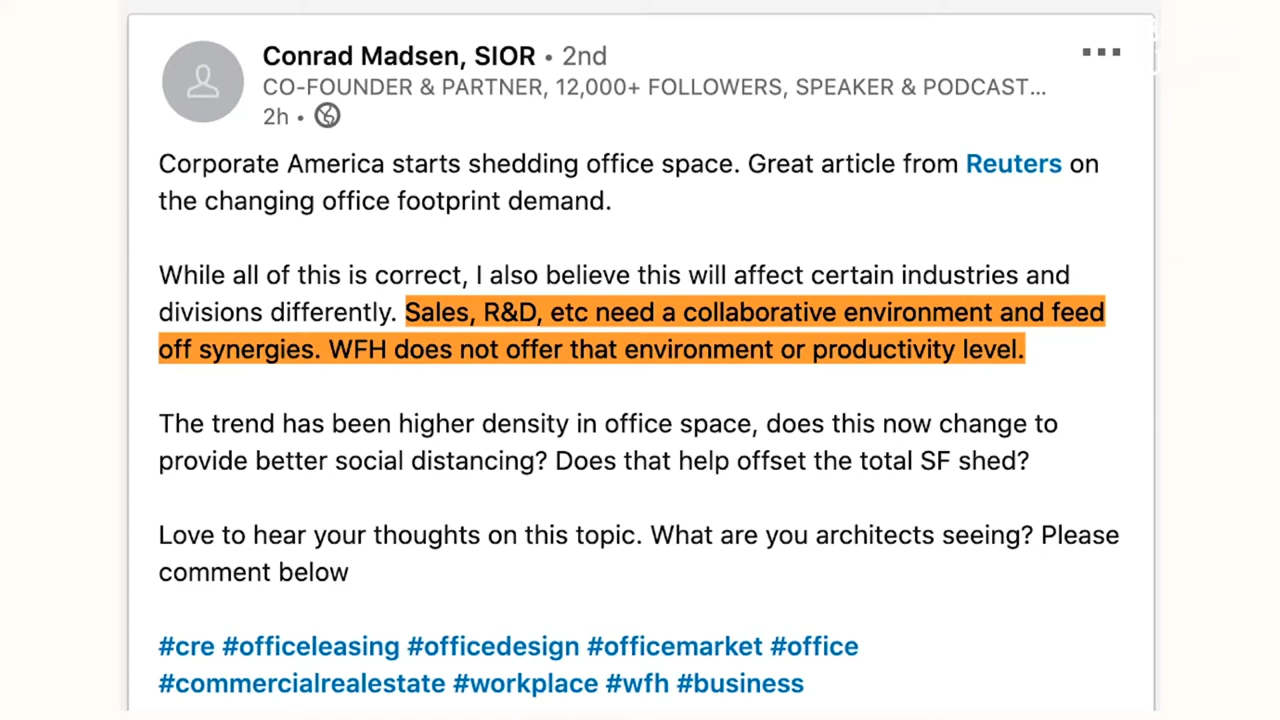 Conrad Madsen, SIOR • 2nd
CO-FOUNDER & PARTNER, 12,000+ FOLLOWERS, SPEAKER & PODCAST...
2h •
Corporate America starts shedding office space. Great article from Reuters on
the changing office footprint demand.
While all of this is correct, I also believe this will affect certain industries and
divisions differently. Sales, R&D, etc need a collaborative environment and feed
off synergies. WFH does not offer that environment or productivity level.
The trend has been higher density in office space, does this now change to
provide better social distancing? Does that help offset the total SF shed?
Love to hear your thoughts on this topic. What are you architects seeing? Please
comment below
#cre #officeleasing #officedesign #officemarket #office
#commercialrealestate #workplace #wfh #business